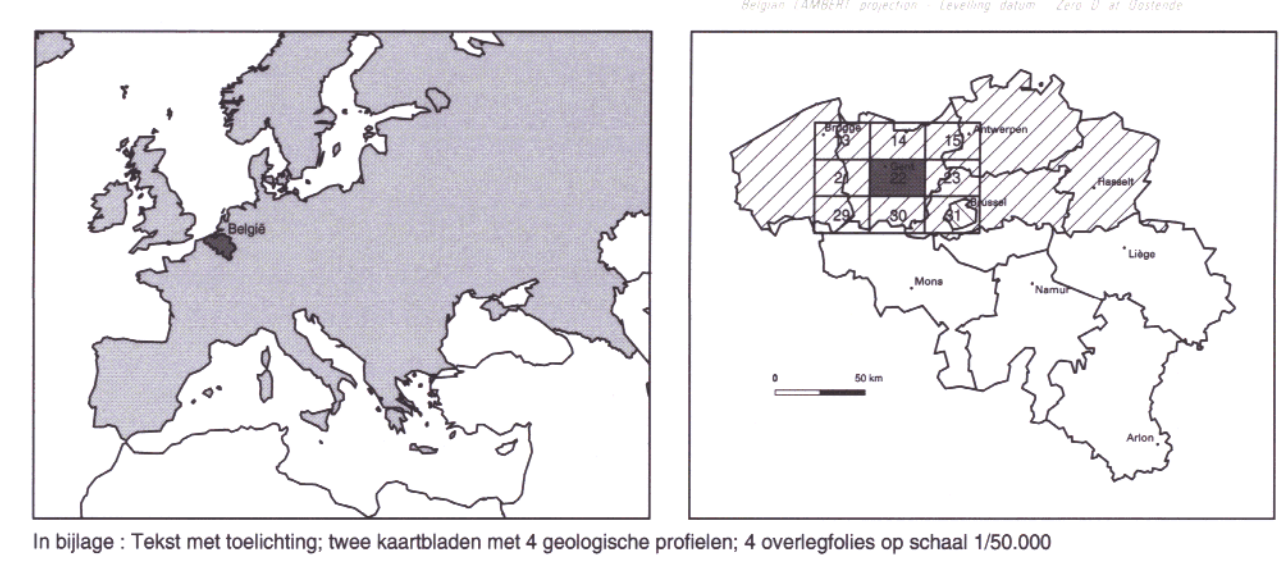 Belgian LAMBERT projection - Levelling datum : Zero D at Oostende
België
Brugge
13
14
15
Antwerpen
21
Gent
22
23
Hasselt
29
30
31
Brussel
Liège
Mons
Namur
0 50 km
Arlon
In bijlage : Tekst met toelichting; twee kaartbladen met 4 geologische profielen; 4 overlegfolies op schaal 1/50.000